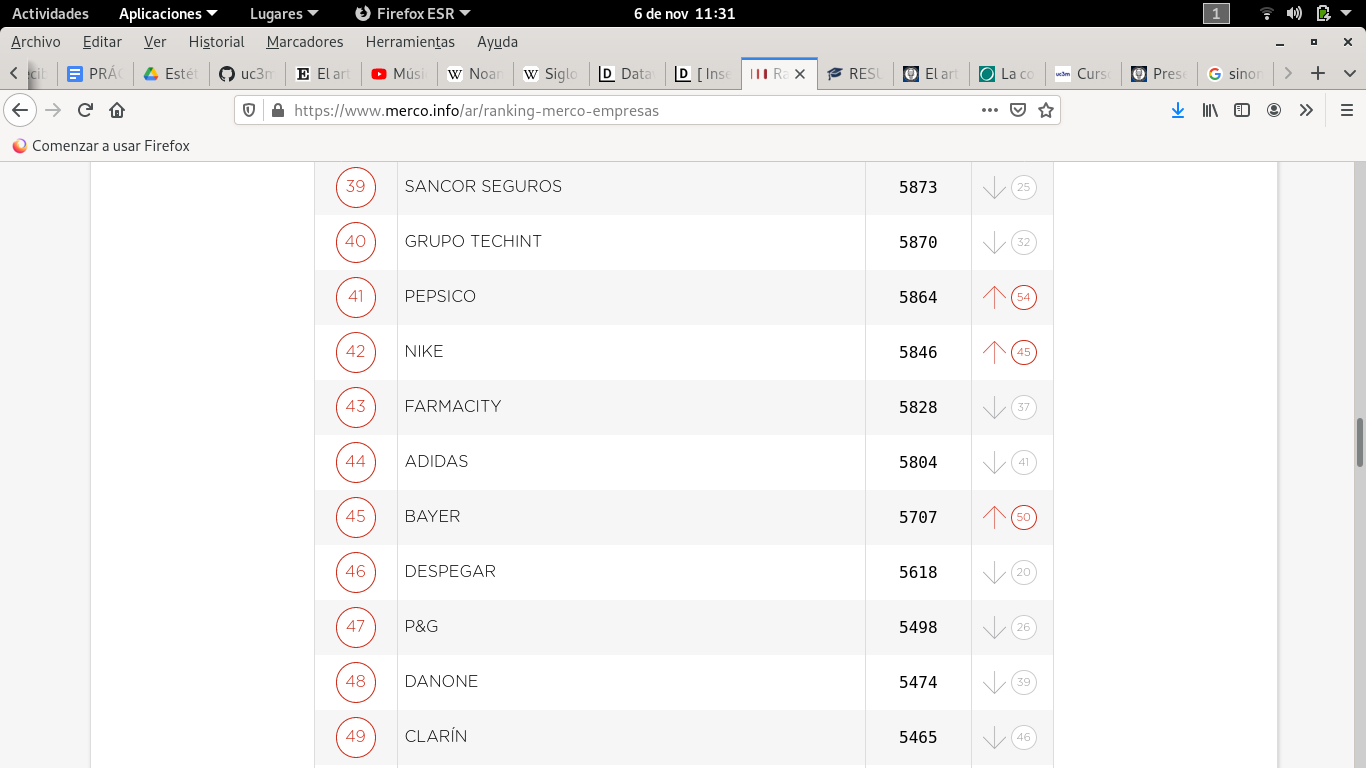 Actividades Aplicaciones Lugares Firefox ESR 6 de nov 11:31 1
Archivo Editar Ver Historial Marcadores Herramientas Ayuda
PRÁC Estét uc3m El art Músi Noan Siglo Datav [ Inse Ra RESU El art La co Curso Prese sinor
https://www.merco.info/ar/ranking-merco-empresas
Comenzar a usar Firefox
39 SANCOR SEGUROS 5873 25
40 GRUPO TECHINT 5870 32
41 PEPSICO 5864 54
42 NIKE 5846 45
43 FARMACITY 5828 37
44 ADIDAS 5804 41
45 BAYER 5707 50
46 DESPEGAR 5618 20
47 P&G 5498 26
48 DANONE 5474 39
49 CLARÍN 5465 46